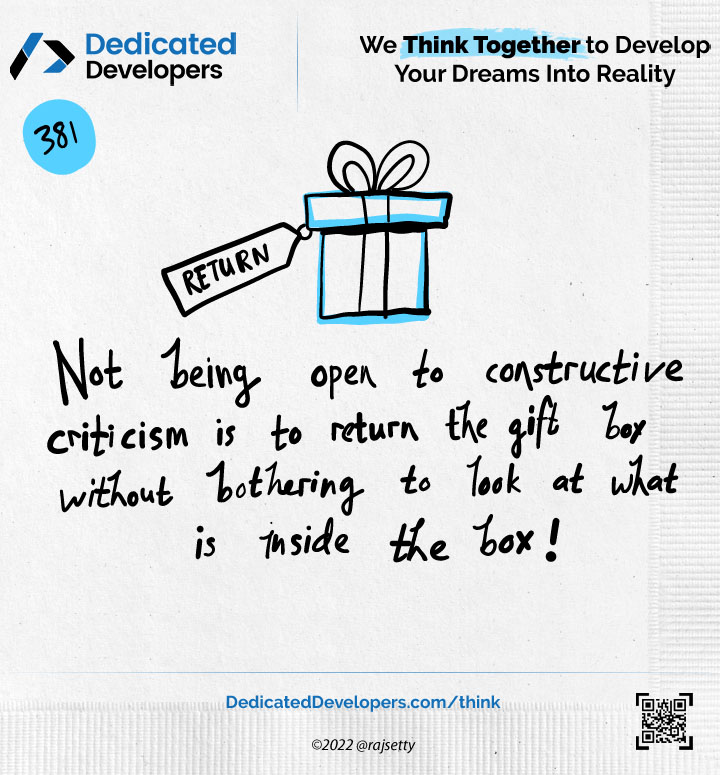 Dedicated
Developers
We Think Together to Develop
Your Dreams Into Reality
381
RETURN
Not being open to constructive
criticism is to return the gift box
without bothering to look at what
is inside the box!
DedicatedDevelopers.com/think
©2022 @rajsetty